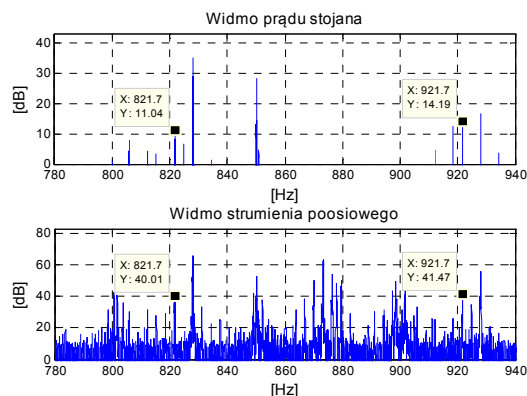 Widmo prądu stojana
40
30
20
10
0
[dB]
X: 821.7
Y: 11.04
X: 921.7
Y: 14.19
780 800 820 840 860 880 900 920 940
[Hz]
Widmo strumienia poosiowego
80
60
40
20
0
[dB]
X: 821.7
Y: 40.01
X: 921.7
Y: 41.47
780 800 820 840 860 880 900 920 940
[Hz]